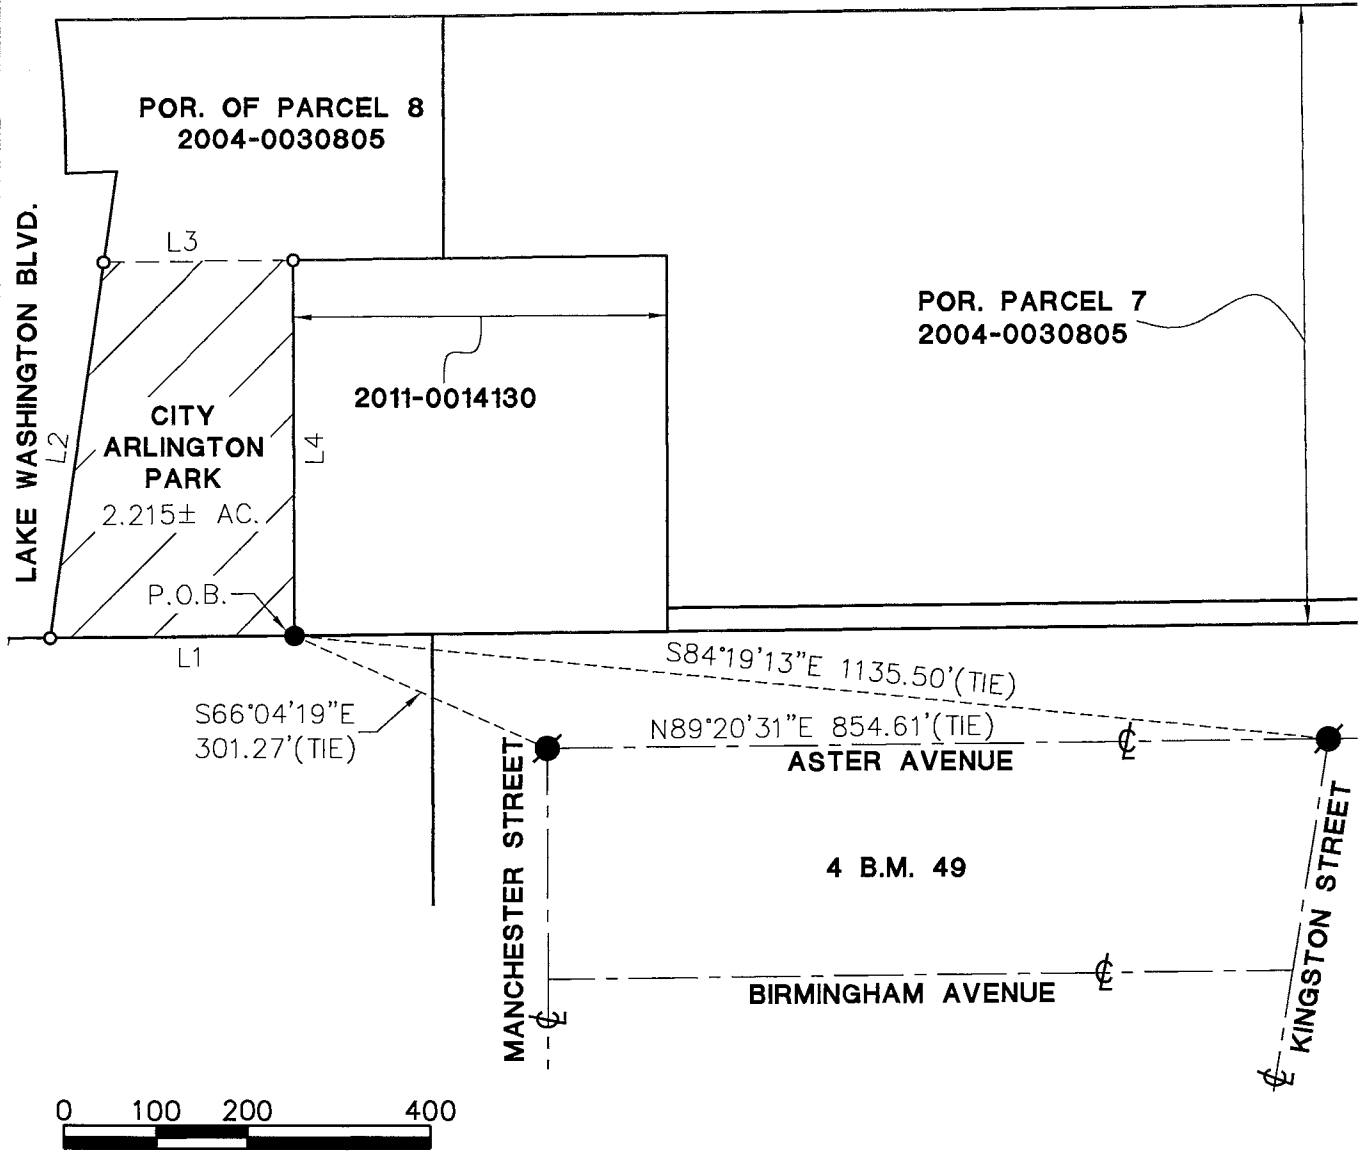 POR. OF PARCEL 8
2004-0030805
LAKE WASHINGTON BLVD.
L3
POR. PARCEL 7
2004-0030805
2011-0014130
CITY
ARLINGTON
PARK
2.215± AC.
L2
L4
P.O.B.
L1
S84°19'13"E 1135.50'(TIE)
S66°04'19"E
301.27'(TIE)
N89°20'31"E 854.61'(TIE)
ASTER AVENUE
MANCHESTER STREET
4 B.M. 49
KINGSTON STREET
BIRMINGHAM AVENUE
0 100 200 400